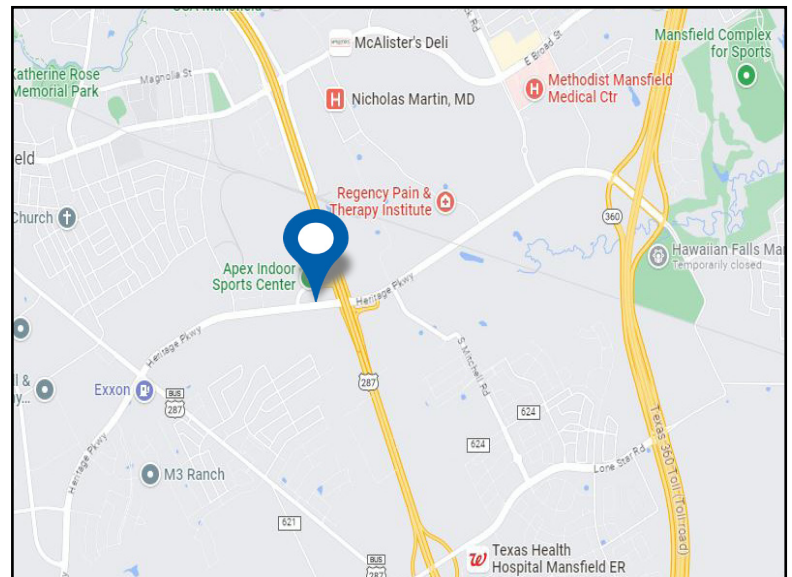 McAlister's Deli
E Broad St
Mansfield Complex
for Sports
Katherine Rose
Memorial Park
Magnolia St
Nicholas Martin, MD
Methodist Mansfield
Medical Ctr
Rd
Regency Pain &
Therapy Institute
360
Church
Hawaiian Falls Ma
Temporarily closed
Apex Indoor
Sports Center
Heritage Pkwy
Heritage Pkwy
S Mitchell Rd
287
Exxon
BUS
287
624
624
Texas 360 Toll (Toll road)
Lone Star Rd
Heritage Pkwy
M3 Ranch
621
BUS
287
Texas Health
Hospital Mansfield ER